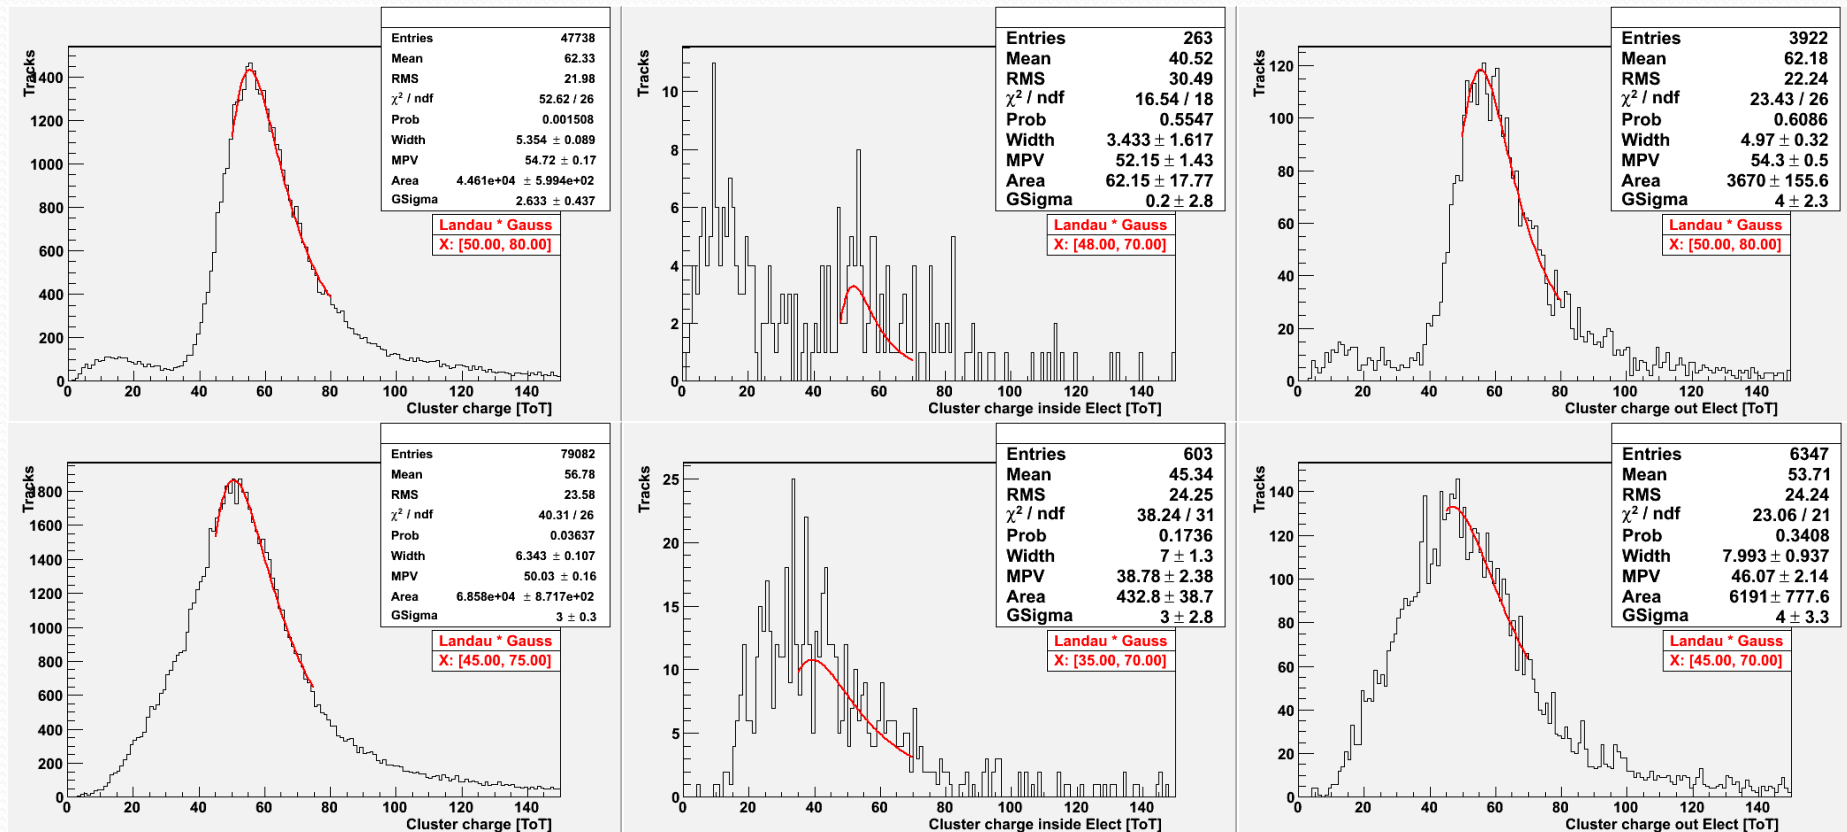 Entries 47738
Mean 62.33
RMS 21.98
χ² / ndf 52.62 / 26
Prob 0.001508
Width 5.354 ± 0.089
MPV 54.72 ± 0.17
Area 4.461e+04 ± 5.994e+02
GSigma 2.633 ± 0.437
Landau * Gauss
X: [50.00, 80.00]
Tracks
1400
1200
1000
800
600
400
200
0
0 20 40 60 80 100 120 140
Cluster charge [ToT]
Entries 263
Mean 40.52
RMS 30.49
χ² / ndf 16.54 / 18
Prob 0.5547
Width 3.433 ± 1.617
MPV 52.15 ± 1.43
Area 62.15 ± 17.77
GSigma 0.2 ± 2.8
Landau * Gauss
X: [48.00, 70.00]
Tracks
10
8
6
4
2
0
0 20 40 60 80 100 120 140
Cluster charge inside Elect [ToT]
Entries 3922
Mean 62.18
RMS 22.24
χ² / ndf 23.43 / 26
Prob 0.6086
Width 4.97 ± 0.32
MPV 54.3 ± 0.5
Area 3670 ± 155.6
GSigma 4 ± 2.3
Landau * Gauss
X: [50.00, 80.00]
Tracks
120
100
80
60
40
20
0
0 20 40 60 80 100 120 140
Cluster charge out Elect [ToT]
Entries 79082
Mean 56.78
RMS 23.58
χ² / ndf 40.31 / 26
Prob 0.03637
Width 6.343 ± 0.107
MPV 50.03 ± 0.16
Area 6.858e+04 ± 8.717e+02
GSigma 3 ± 0.3
Landau * Gauss
X: [45.00, 75.00]
Tracks
1800
1600
1400
1200
1000
800
600
400
200
0
0 20 40 60 80 100 120 140
Cluster charge [ToT]
Entries 603
Mean 45.34
RMS 24.25
χ² / ndf 38.24 / 31
Prob 0.1736
Width 7 ± 1.3
MPV 38.78 ± 2.38
Area 432.8 ± 38.7
GSigma 3 ± 2.8
Landau * Gauss
X: [35.00, 70.00]
Tracks
25
20
15
10
5
0
0 20 40 60 80 100 120 140
Cluster charge inside Elect [ToT]
Entries 6347
Mean 53.71
RMS 24.24
χ² / ndf 23.06 / 21
Prob 0.3408
Width 7.993 ± 0.937
MPV 46.07 ± 2.14
Area 6191 ± 777.6
GSigma 4 ± 3.3
Landau * Gauss
X: [45.00, 70.00]
Tracks
140
120
100
80
60
40
20
0
0 20 40 60 80 100 120 140
Cluster charge out Elect [ToT]